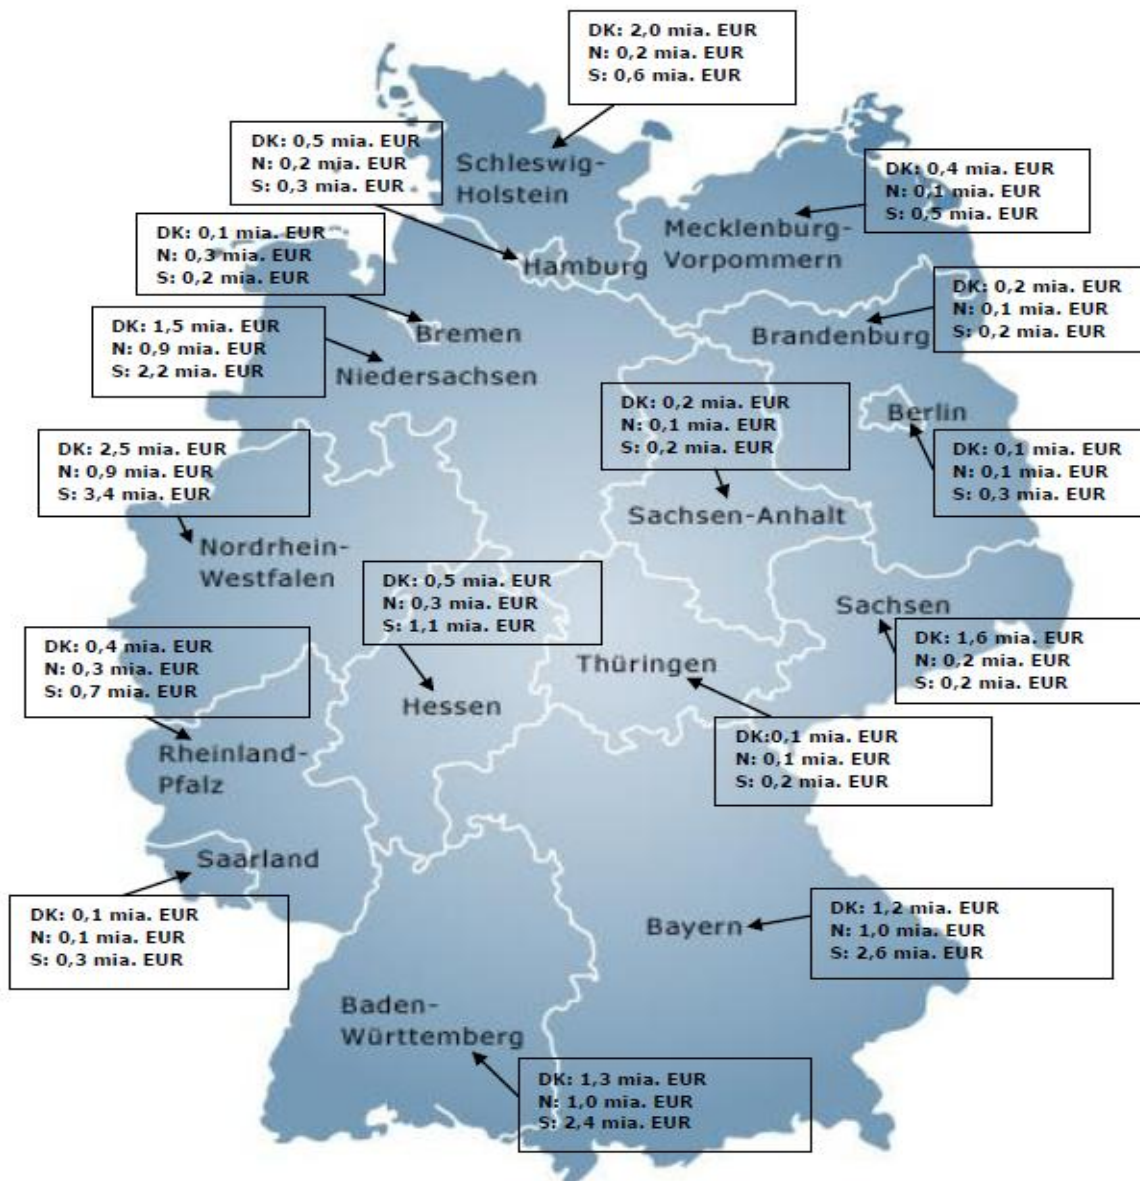 DK: 2,0 mia. EUR
N: 0,2 mia. EUR
S: 0,6 mia. EUR
DK: 0,5 mia. EUR
N: 0,2 mia. EUR
S: 0,3 mia. EUR
Schleswig-
Holstein
DK: 0,4 mia. EUR
N: 0,1 mia. EUR
S: 0,5 mia. EUR
Mecklenburg-
Vorpommern
DK: 0,1 mia. EUR
N: 0,3 mia. EUR
S: 0,2 mia. EUR
Hamburg
DK: 0,2 mia. EUR
N: 0,1 mia. EUR
S: 0,2 mia. EUR
Brandenburg
DK: 1,5 mia. EUR
N: 0,9 mia. EUR
S: 2,2 mia. EUR
Bremen
Niedersachsen
DK: 0,2 mia. EUR
N: 0,1 mia. EUR
S: 0,2 mia. EUR
Berlin
DK: 2,5 mia. EUR
N: 0,9 mia. EUR
S: 3,4 mia. EUR
DK: 0,1 mia. EUR
N: 0,1 mia. EUR
S: 0,3 mia. EUR
Sachsen-Anhalt
Nordrhein-
Westfalen
DK: 0,5 mia. EUR
N: 0,3 mia. EUR
S: 1,1 mia. EUR
Sachsen
DK: 1,6 mia. EUR
N: 0,2 mia. EUR
S: 0,2 mia. EUR
DK: 0,4 mia. EUR
N: 0,3 mia. EUR
S: 0,7 mia. EUR
Thüringen
Hessen
DK:0,1 mia. EUR
N: 0,1 mia. EUR
S: 0,2 mia. EUR
Rheinland-
Pfalz
Saarland
DK: 0,1 mia. EUR
N: 0,1 mia. EUR
S: 0,3 mia. EUR
Bayern
DK: 1,2 mia. EUR
N: 1,0 mia. EUR
S: 2,6 mia. EUR
Baden-
Württemberg
DK: 1,3 mia. EUR
N: 1,0 mia. EUR
S: 2,4 mia. EUR